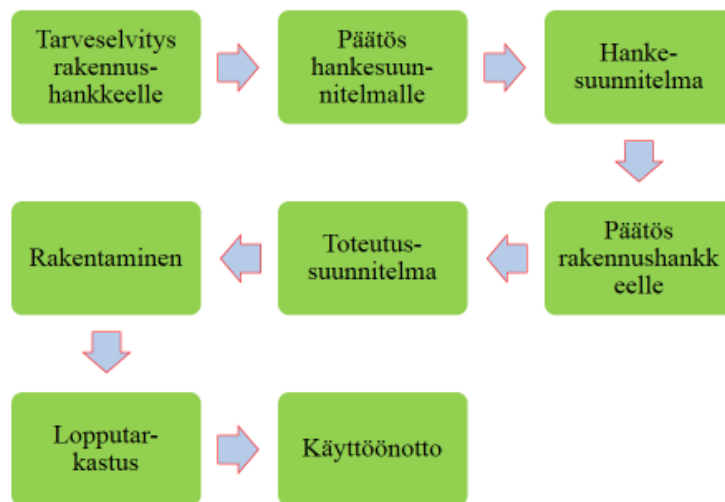 Tarveselvitys
rakennus-
hankkeelle
Päätös
hankesuun-
nitelmalle
Hanke-
suunnitelma
Päätös
rakennushankk
eelle
Toteutus-
suunnitelma
Rakentaminen
Lopputar-
kastus
Käyttöönotto